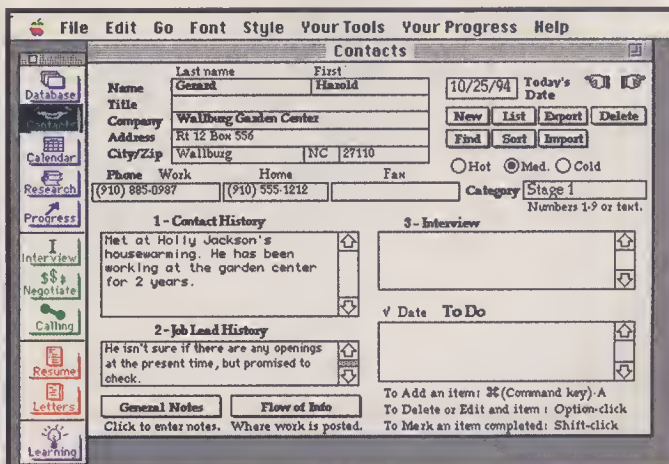 File Edit Go Font Style Your Tools Your Progress Help
Contacts
Database
Contacts
Calendar
Research
Progress
Interview
Negotiate
Calling
Resume
Letters
Learning
Last name First
Name Gerard Harold
Title
Company Wallburg Garden Center
Address Rt 12 Box 556
City/Zip Wallburg NC 27110
Phone Work Home Fax
(910) 885-0987 (910) 555-1212
10/25/94 Today's Date
New List Export Delete
Find Sort Import
Hot Med. Cold
Category Stage 1
Numbers 1-9 or text.
1 - Contact History
Met at Holly Jackson's
housewarming. He has been
working at the garden center
for 2 years.
2 - Job Lead History
He isn't sure if there are any openings
at the present time, but promised to
check.
General Notes Flow of Info
Click to enter notes. Where work is posted.
3 - Interview
√ Date To Do
To Add an item: ⌘(Command key)-A
To Delete or Edit and item : Option-click
To Mark an item completed: Shift-click